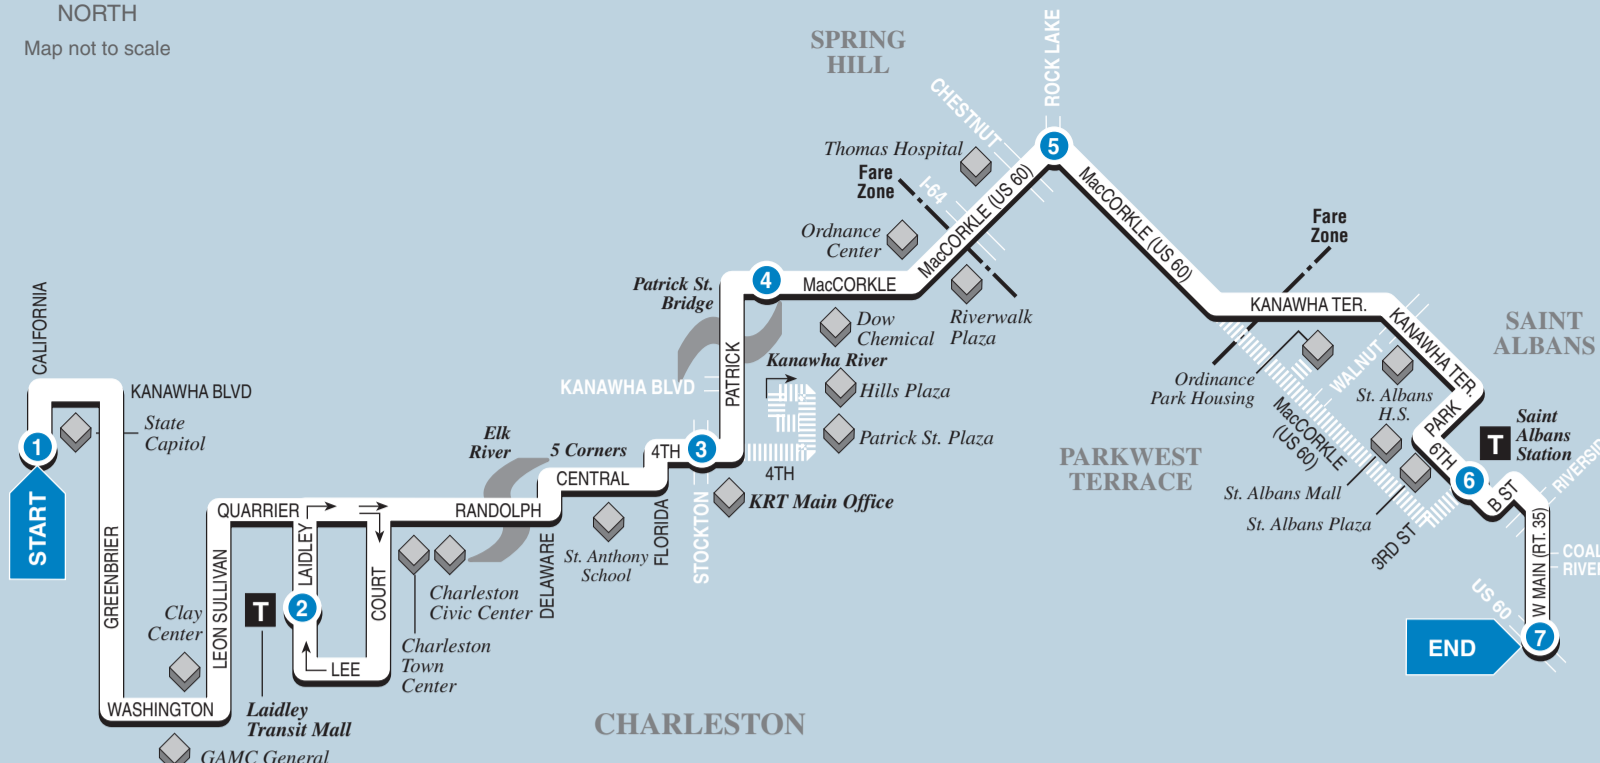 NORTH
Map not to scale
SPRING
HILL
ROCK LAKE
CHESTNUT
5
Thomas Hospital
Fare
Zone
I-64
MacCORKLE (US 60)
MacCORKLE (US 60)
Ordnance
Center
Fare
Zone
Patrick St.
Bridge
4
MacCORKLE
KANAWHA TER.
KANAWHA TER.
SAINT
ALBANS
Dow
Chemical
Riverwalk
Plaza
CALIFORNIA
KANAWHA BLVD
State
Capitol
1
START
GREENBRIER
WASHINGTON
Clay
Center
LEON SULLIVAN
GAMC General
QUARRIER
LAIDLEY
2
T
Laidley
Transit Mall
LEE
COURT
RANDOLPH
Charleston
Civic Center
Charleston
Town
Center
Elk
River
5 Corners
DELAWARE
CENTRAL
St. Anthony
School
FLORIDA
4TH
3
STOCKTON
KRT Main Office
4TH
PATRICK
KANAWHA BLVD
Kanawha River
Hills Plaza
Patrick St. Plaza
CHARLESTON
PARKWEST
TERRACE
Ordinance
Park Housing
WALNUT
MacCORKLE
(US 60)
St. Albans
H.S.
PARK
6TH
6
T
Saint
Albans
Station
St. Albans Mall
St. Albans Plaza
3RD ST
B ST
W MAIN (RT. 35)
RIVERSID
COAL
RIVER
US 60
7
END